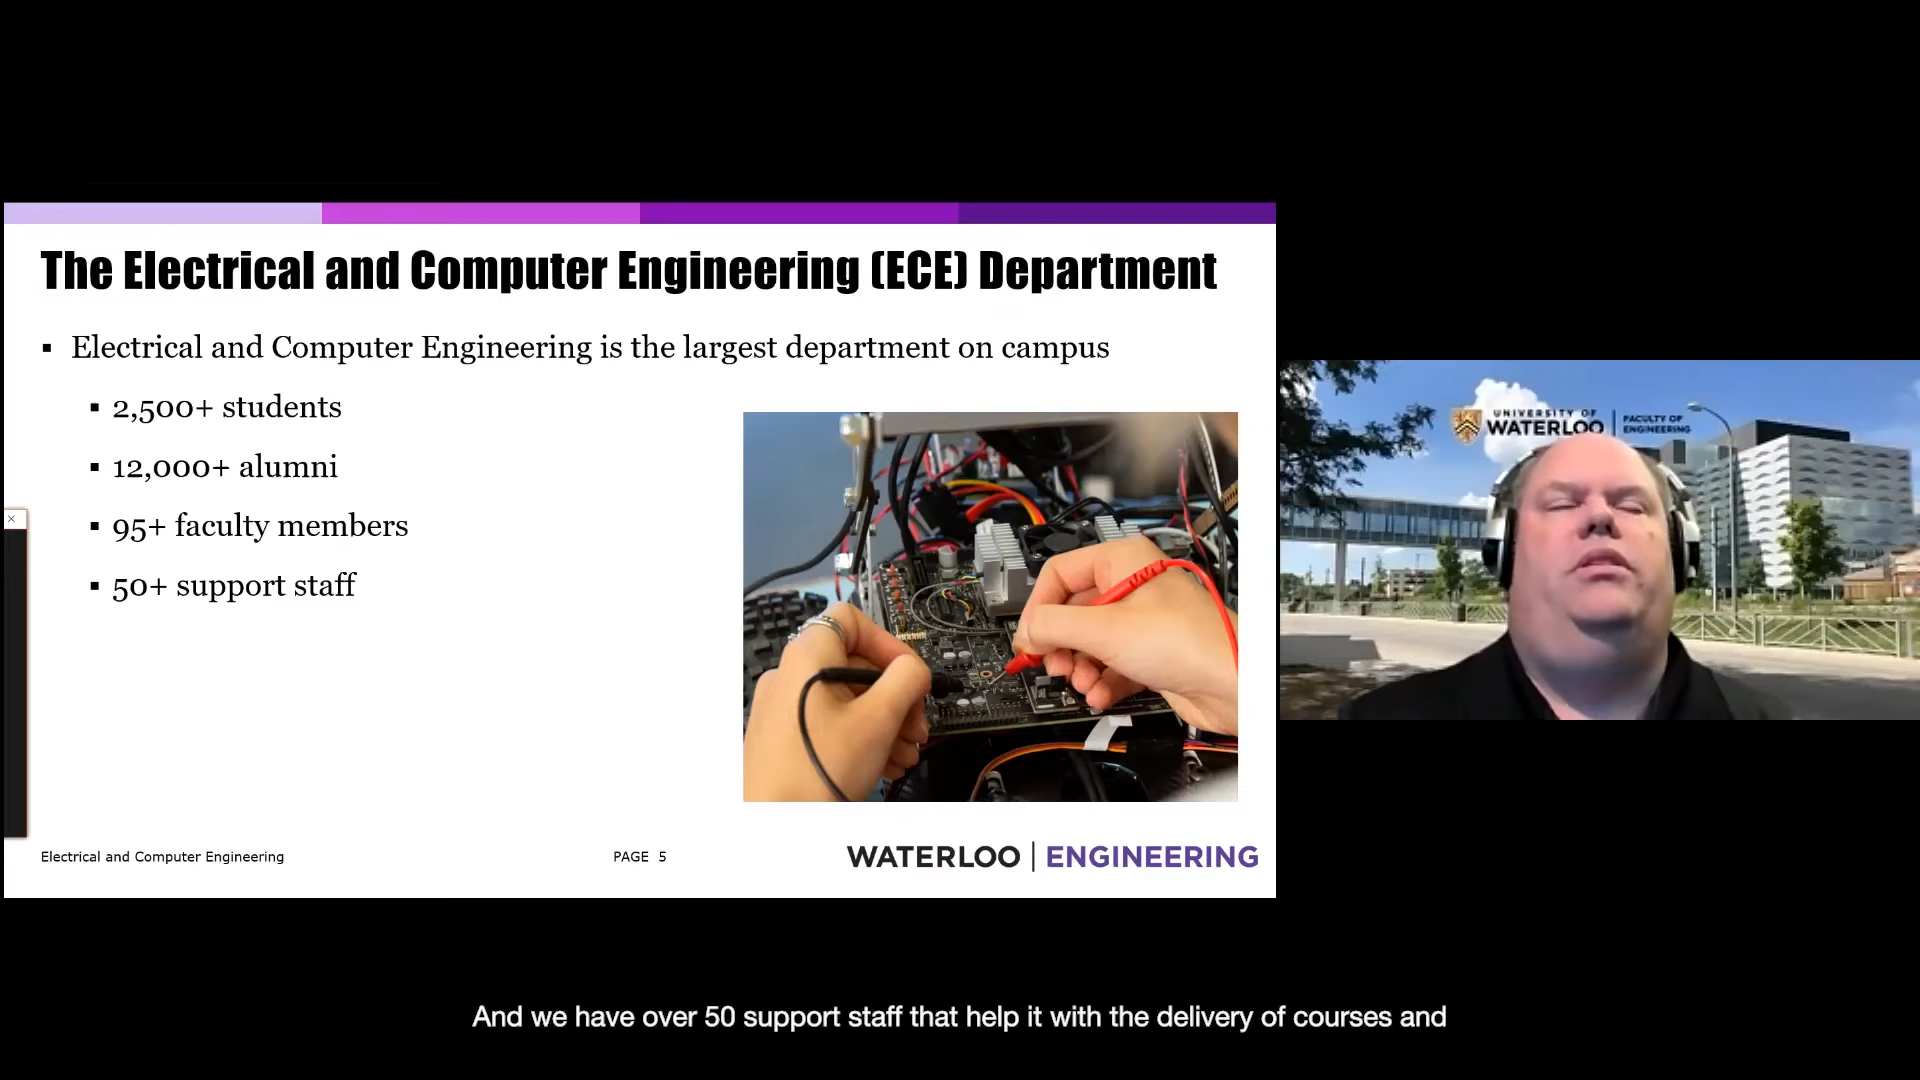 The Electrical and Computer Engineering (ECE) Department
▪ Electrical and Computer Engineering is the largest department on campus
▪ 2,500+ students
▪ 12,000+ alumni
▪ 95+ faculty members
▪ 50+ support staff
Electrical and Computer Engineering
PAGE 5
WATERLOO | ENGINEERING
UNIVERSITY OF
WATERLOO
FACULTY OF
ENGINEERING
And we have over 50 support staff that help it with the delivery of courses and